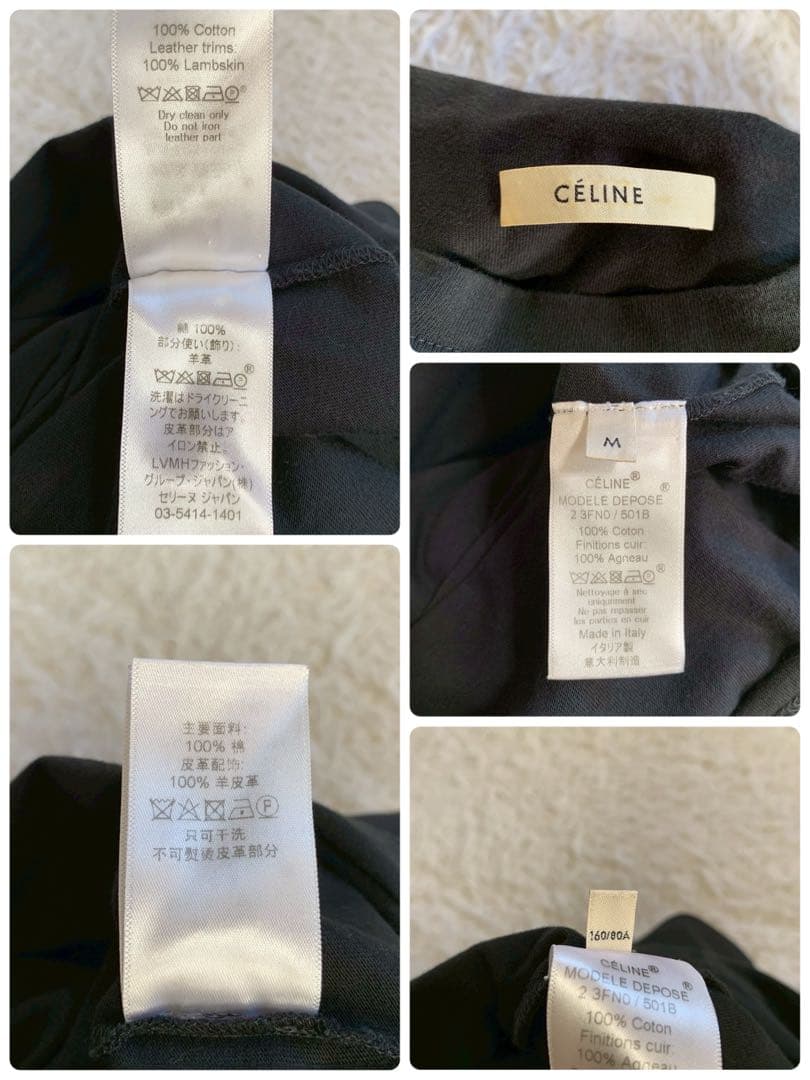 100% Cotton
Leather trims:
100% Lambskin
Dry clean only
Do not iron
leather part
綿 100%
部分使い(飾り):
羊革
®
洗濯はドライクリーニ
ングでお願いします。
皮革部分はア
イロン禁止。
LVMHファッション・
グループ・ジャパン(株)
セリーヌ ジャパン
03-5414-1401
CÉLINE
M
CÉLINE®
MODELE DEPOSE ®
2 3FN0 / 501B
100% Coton
Finitions cuir:
100% Agneau
®
Nettoyage à sec
uniquement
Ne pas repasser
les parties en cuir
Made in Italy
イタリア製
意大利制造
主要面料:
100% 棉
皮革配饰:
100% 羊皮革
F
只可干洗
不可熨烫皮革部分
160/80A
CÉLINE®
MODELE DEPOSE ®
2 3FN0 / 501B
100% Coton
Finitions cuir:
100% Agneau